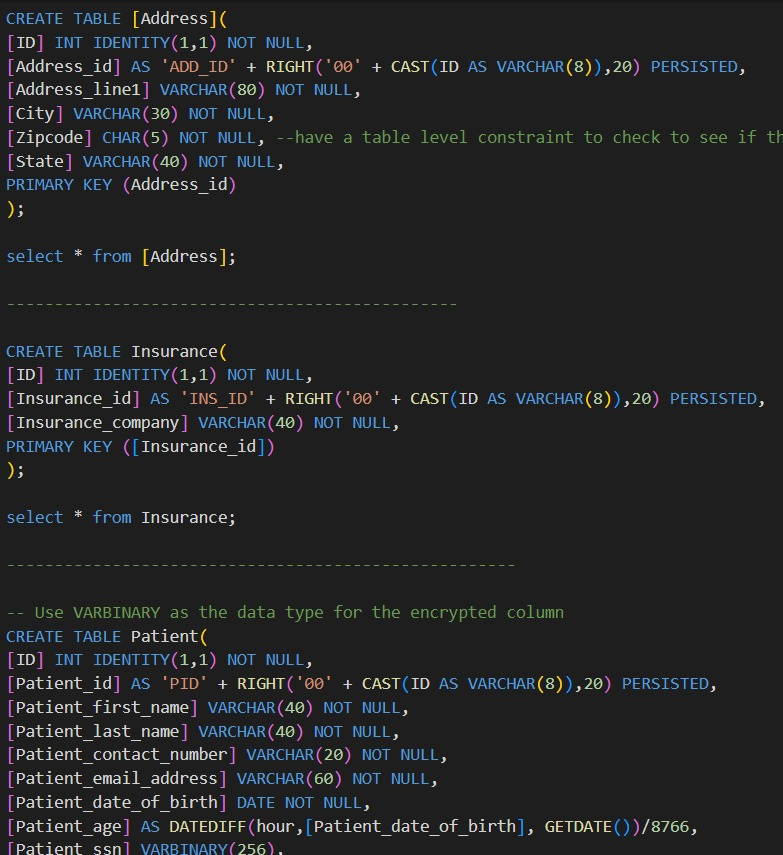 CREATE TABLE [Address](
[ID] INT IDENTITY(1,1) NOT NULL,
[Address_id] AS 'ADD_ID' + RIGHT('00' + CAST(ID AS VARCHAR(8)),20) PERSISTED,
[Address_line1] VARCHAR(80) NOT NULL,
[City] VARCHAR(30) NOT NULL,
[Zipcode] CHAR(5) NOT NULL, --have a table level constraint to check to see if th
[State] VARCHAR(40) NOT NULL,
PRIMARY KEY (Address_id)
);
select * from [Address];
-----------------------------------------------
CREATE TABLE Insurance(
[ID] INT IDENTITY(1,1) NOT NULL,
[Insurance_id] AS 'INS_ID' + RIGHT('00' + CAST(ID AS VARCHAR(8)),20) PERSISTED,
[Insurance_company] VARCHAR(40) NOT NULL,
PRIMARY KEY ([Insurance_id])
);
select * from Insurance;
-----------------------------------------------------
-- Use VARBINARY as the data type for the encrypted column
CREATE TABLE Patient(
[ID] INT IDENTITY(1,1) NOT NULL,
[Patient_id] AS 'PID' + RIGHT('00' + CAST(ID AS VARCHAR(8)),20) PERSISTED,
[Patient_first_name] VARCHAR(40) NOT NULL,
[Patient_last_name] VARCHAR(40) NOT NULL,
[Patient_contact_number] VARCHAR(20) NOT NULL,
[Patient_email_address] VARCHAR(60) NOT NULL,
[Patient_date_of_birth] DATE NOT NULL,
[Patient_age] AS DATEDIFF(hour,[Patient_date_of_birth], GETDATE())/8766,
[Patient_ssn] VARBINARY(256),